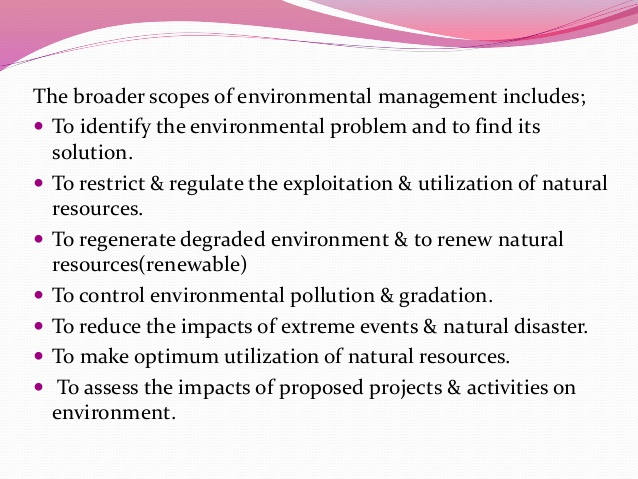 The broader scopes of environmental management includes;
• To identify the environmental problem and to find its
solution.
• To restrict & regulate the exploitation & utilization of natural
resources.
• To regenerate degraded environment & to renew natural
resources(renewable)
• To control environmental pollution & gradation.
• To reduce the impacts of extreme events & natural disaster.
• To make optimum utilization of natural resources.
• To assess the impacts of proposed projects & activities on
environment.